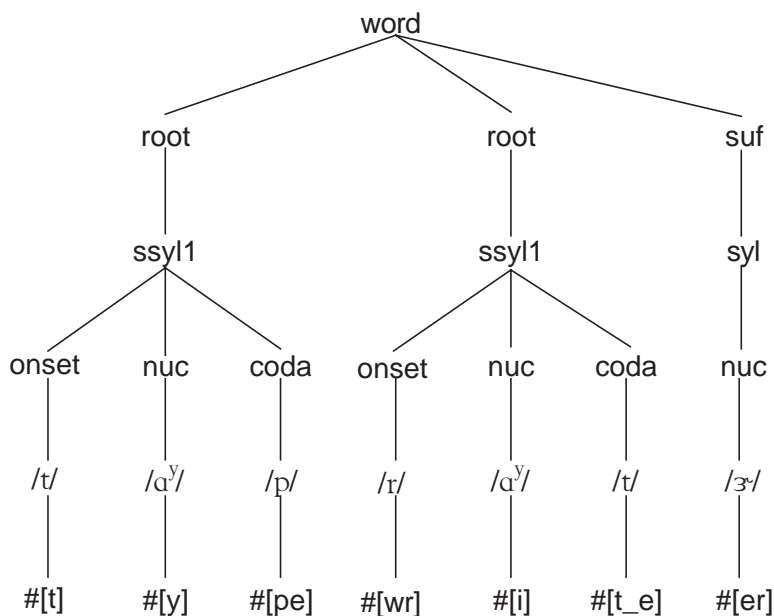 word
root root suf
ssyl1 ssyl1 syl
onset nuc coda onset nuc coda nuc
/t/ /ɑʸ/ /p/ /r/ /ɑʸ/ /t/ /ɝ/
#[t] #[y] #[pe] #[wr] #[i] #[t_e] #[er]